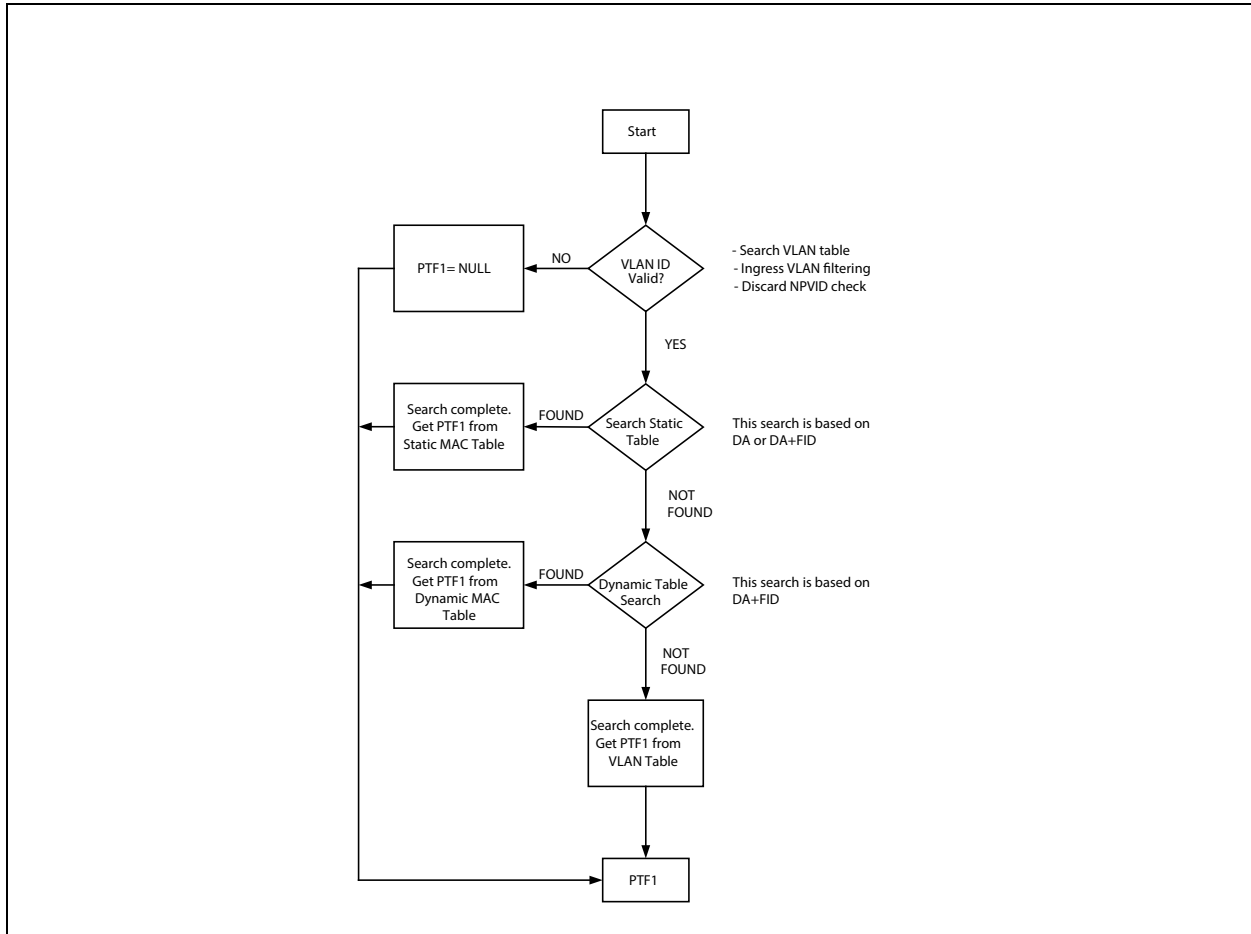 Start
PTF1= NULL
NO
VLAN ID
Valid?
- Search VLAN table
- Ingress VLAN filtering
- Discard NPVID check
YES
Search complete.
Get PTF1 from
Static MAC Table
FOUND
Search Static
Table
This search is based on
DA or DA+FID
NOT
FOUND
Search complete.
Get PTF1 from
Dynamic MAC
Table
FOUND
Dynamic Table
Search
This search is based on
DA+FID
NOT
FOUND
Search complete.
Get PTF1 from
VLAN Table
PTF1